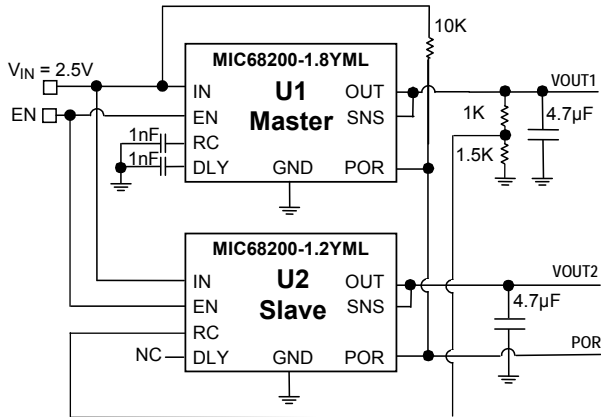 10K
MIC68200-1.8YML
VIN = 2.5V
IN
OUT
VOUT1
U1
EN
EN
SNS
1K
4.7µF
Master
1nF
RC
1nF
DLY
GND
POR
1.5K
MIC68200-1.2YML
IN
U2
OUT
VOUT2
EN
SNS
4.7µF
Slave
RC
NC
DLY
GND
POR
POR